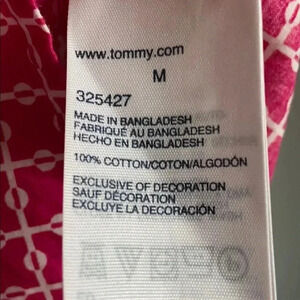 www.tommy.com
M
325427
MADE IN BANGLADESH
FABRIQUÉ AU BANGLADESH
HECHO EN BANGLADESH
100% COTTON/COTON/ALGODÓN
EXCLUSIVE OF DECORATION
SAUF DÉCORATION
EXCLUYE LA DECORACIÓN